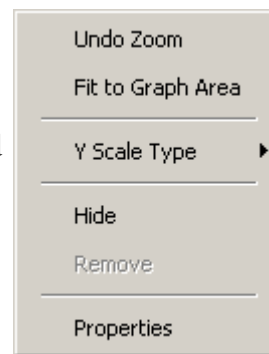 Undo Zoom
Fit to Graph Area
Y Scale Type
Hide
Remove
Properties